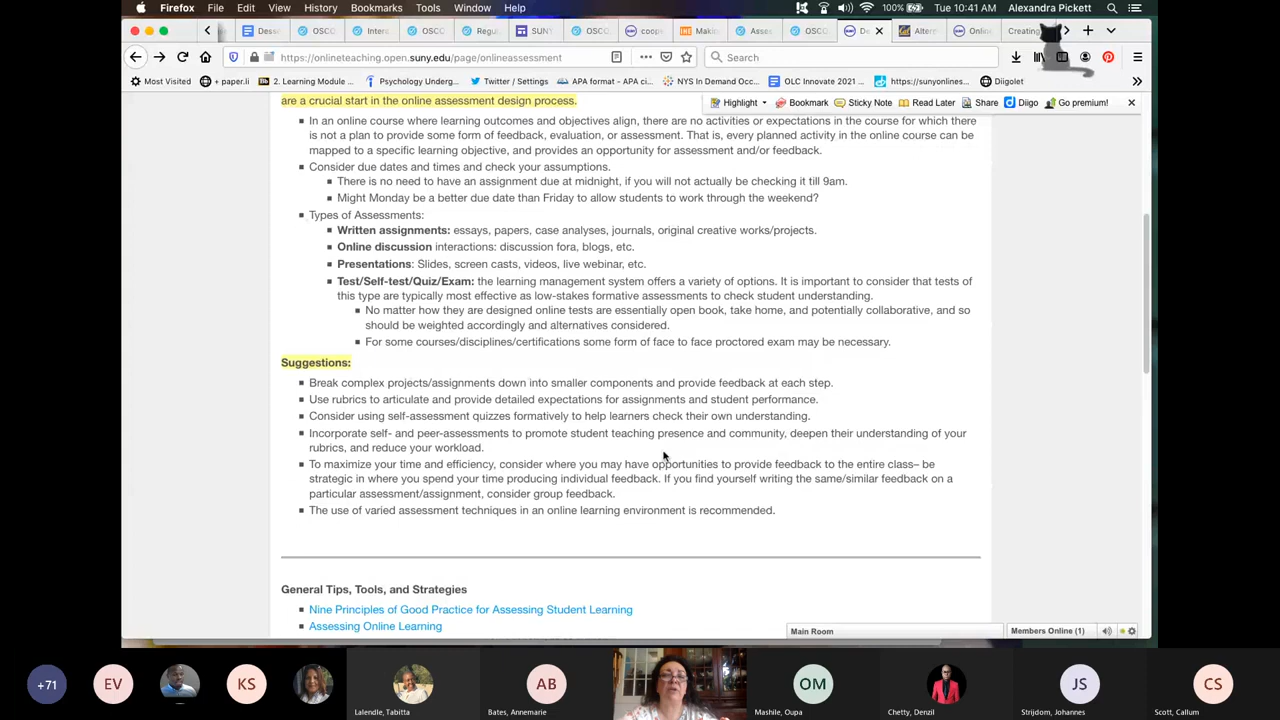 Firefox File Edit View History Bookmarks Tools Window Help 100% Tue 10:41 AM Alexandra Pickett
Dessi OSCO Intera OSCO Regul SUNY OSCO. coope Makin Asses OSCO De Altern Online Creating
https://onlineteaching.open.suny.edu/page/onlineassessment Search
Most Visited + paper.li 2. Learning Module ... Psychology Underg... Twitter / Settings APA format - APA ci... NYS In Demand Occ... OLC Innovate 2021 ... https://sunyonlines... Diigolet
are a crucial start in the online assessment design process.
Highlight Bookmark Sticky Note Read Later Share Diigo Go premium!
In an online course where learning outcomes and objectives align, there are no activities or expectations in the course for which there
is not a plan to provide some form of feedback, evaluation, or assessment. That is, every planned activity in the online course can be
mapped to a specific learning objective, and provides an opportunity for assessment and/or feedback.
Consider due dates and times and check your assumptions.
There is no need to have an assignment due at midnight, if you will not actually be checking it till 9am.
Might Monday be a better due date than Friday to allow students to work through the weekend?
Types of Assessments:
Written assignments: essays, papers, case analyses, journals, original creative works/projects.
Online discussion interactions: discussion fora, blogs, etc.
Presentations: Slides, screen casts, videos, live webinar, etc.
Test/Self-test/Quiz/Exam: the learning management system offers a variety of options. It is important to consider that tests of
this type are typically most effective as low-stakes formative assessments to check student understanding.
No matter how they are designed online tests are essentially open book, take home, and potentially collaborative, and so
should be weighted accordingly and alternatives considered.
For some courses/disciplines/certifications some form of face to face proctored exam may be necessary.
Suggestions:
Break complex projects/assignments down into smaller components and provide feedback at each step.
Use rubrics to articulate and provide detailed expectations for assignments and student performance.
Consider using self-assessment quizzes formatively to help learners check their own understanding.
Incorporate self- and peer-assessments to promote student teaching presence and community, deepen their understanding of your
rubrics, and reduce your workload.
To maximize your time and efficiency, consider where you may have opportunities to provide feedback to the entire class– be
strategic in where you spend your time producing individual feedback. If you find yourself writing the same/similar feedback on a
particular assessment/assignment, consider group feedback.
The use of varied assessment techniques in an online learning environment is recommended.
General Tips, Tools, and Strategies
Nine Principles of Good Practice for Assessing Student Learning
Assessing Online Learning
Main Room Members Online (1)
+71 EV KS AB OM JS CS
Lalendle, Tabitta Bates, Annemarie Mashile, Oupa Chetty, Denzil Strijdom, Johannes Scott, Callum